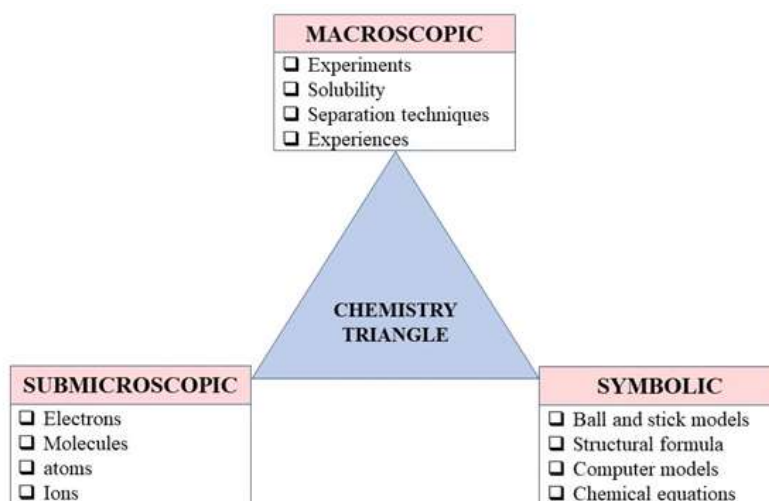 MACROSCOPIC
❑ Experiments
❑ Solubility
❑ Separation techniques
❑ Experiences
CHEMISTRY
TRIANGLE
SUBMICROSCOPIC
❑ Electrons
❑ Molecules
❑ atoms
❑ Ions
SYMBOLIC
❑ Ball and stick models
❑ Structural formula
❑ Computer models
❑ Chemical equations